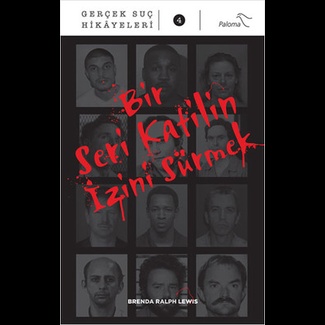 GERÇEK SUÇ
HİKÂYELERİ
4
Paloma
Bir
Seri Katilin
İzini Sürmek
BRENDA RALPH LEWIS